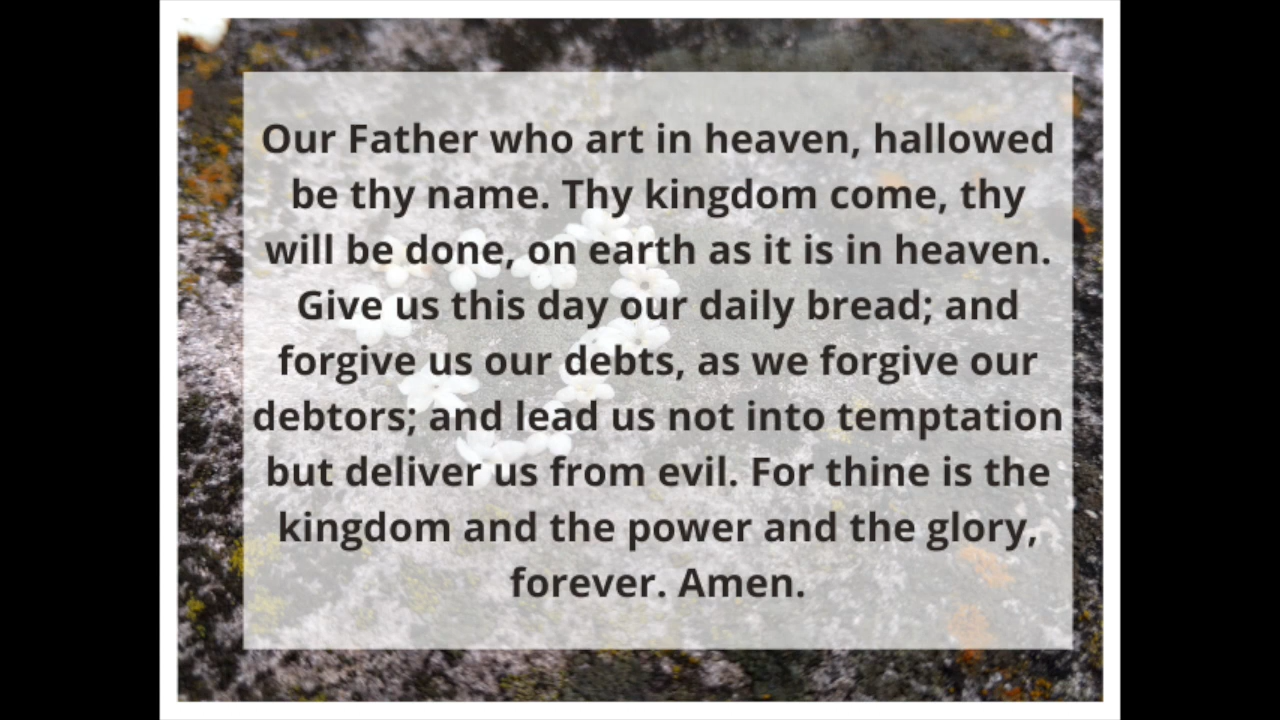 Our Father who art in heaven, hallowed
be thy name. Thy kingdom come, thy
will be done, on earth as it is in heaven.
Give us this day our daily bread; and
forgive us our debts, as we forgive our
debtors; and lead us not into temptation
but deliver us from evil. For thine is the
kingdom and the power and the glory,
forever. Amen.